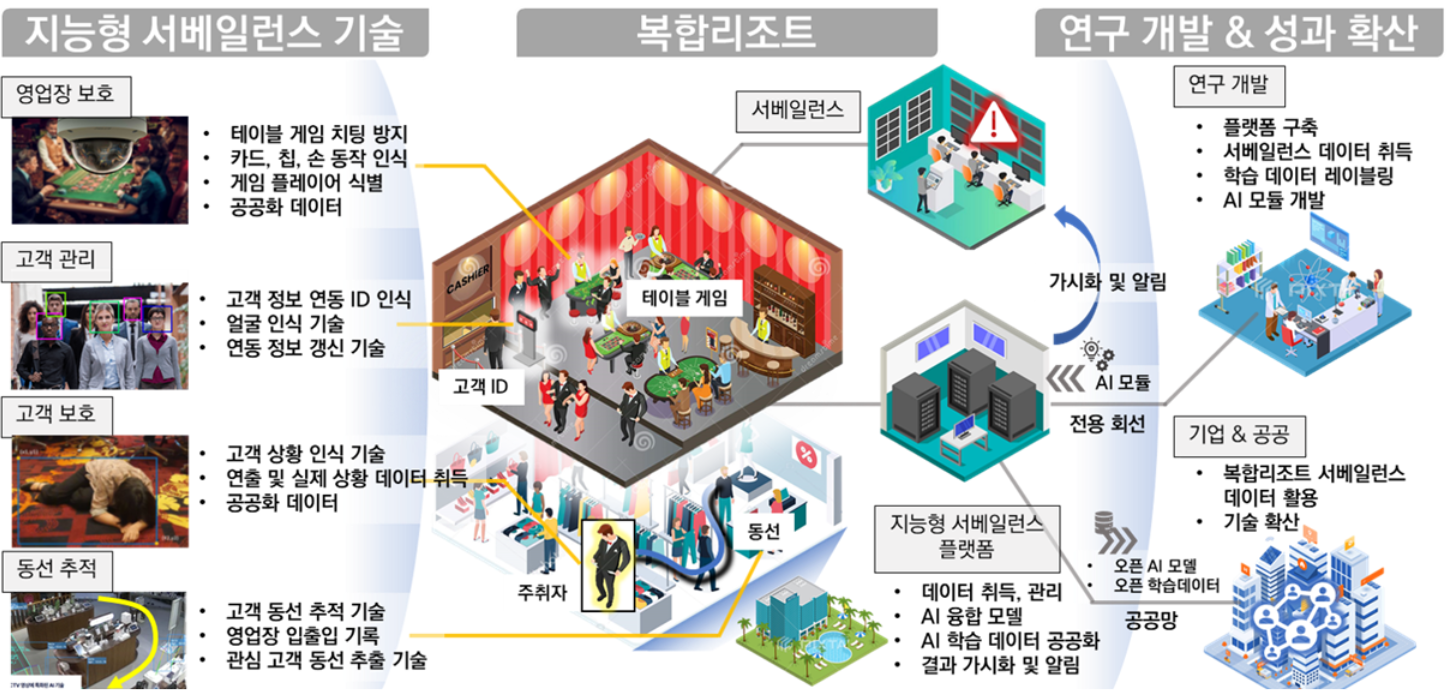 지능형 서베일런스 기술
복합리조트
연구 개발 & 성과 확산
영업장 보호
• 테이블 게임 치팅 방지
• 카드, 칩, 손 동작 인식
• 게임 플레이어 식별
• 공공화 데이터
고객 관리
• 고객 정보 연동 ID 인식
• 얼굴 인식 기술
• 연동 정보 갱신 기술
고객 보호
• 고객 상황 인식 기술
• 연출 및 실제 상황 데이터 취득
• 공공화 데이터
동선 추적
• 고객 동선 추적 기술
• 영업장 입출입 기록
• 관심 고객 동선 추출 기술
CTV 영상에 특화된 AI 기술
서베일런스
CASHIER
테이블 게임
고객 ID
동선
주취자
가시화 및 알림
AI 모듈
전용 회선
지능형 서베일런스
플랫폼
• 데이터 취득, 관리
• AI 융합 모델
• AI 학습 데이터 공공화
• 결과 가시화 및 알림
연구 개발
• 플랫폼 구축
• 서베일런스 데이터 취득
• 학습 데이터 레이블링
• AI 모듈 개발
기업 & 공공
• 복합리조트 서베일런스
데이터 활용
• 기술 확산
• 오픈 AI 모델
• 오픈 학습데이터
공공망